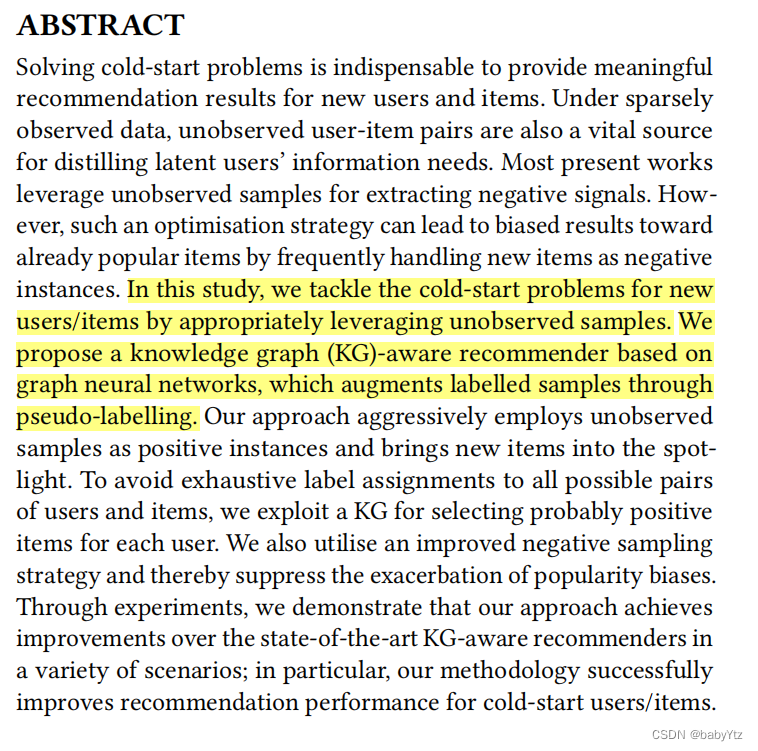 ABSTRACT
Solving cold-start problems is indispensable to provide meaningful
recommendation results for new users and items. Under sparsely
observed data, unobserved user-item pairs are also a vital source
for distilling latent users’ information needs. Most present works
leverage unobserved samples for extracting negative signals. How-
ever, such an optimisation strategy can lead to biased results toward
already popular items by frequently handling new items as negative
instances. In this study, we tackle the cold-start problems for new
users/items by appropriately leveraging unobserved samples. We
propose a knowledge graph (KG)-aware recommender based on
graph neural networks, which augments labelled samples through
pseudo-labelling. Our approach aggressively employs unobserved
samples as positive instances and brings new items into the spot-
light. To avoid exhaustive label assignments to all possible pairs
of users and items, we exploit a KG for selecting probably positive
items for each user. We also utilise an improved negative sampling
strategy and thereby suppress the exacerbation of popularity biases.
Through experiments, we demonstrate that our approach achieves
improvements over the state-of-the-art KG-aware recommenders in
a variety of scenarios; in particular, our methodology successfully
improves recommendation performance for cold-start users/items.
CSDN @babyYtz